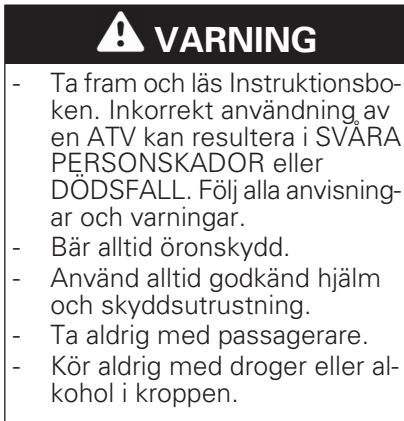 VARNING
- Ta fram och läs Instruktionsbo-
ken. Inkorrekt användning av
en ATV kan resultera i SVÅRA
PERSONSKADOR eller
DÖDSFALL. Följ alla anvisning-
ar och varningar.
- Bär alltid öronskydd.
- Använd alltid godkänd hjälm
och skyddsutrustning.
- Ta aldrig med passagerare.
- Kör aldrig med droger eller al-
kohol i kroppen.